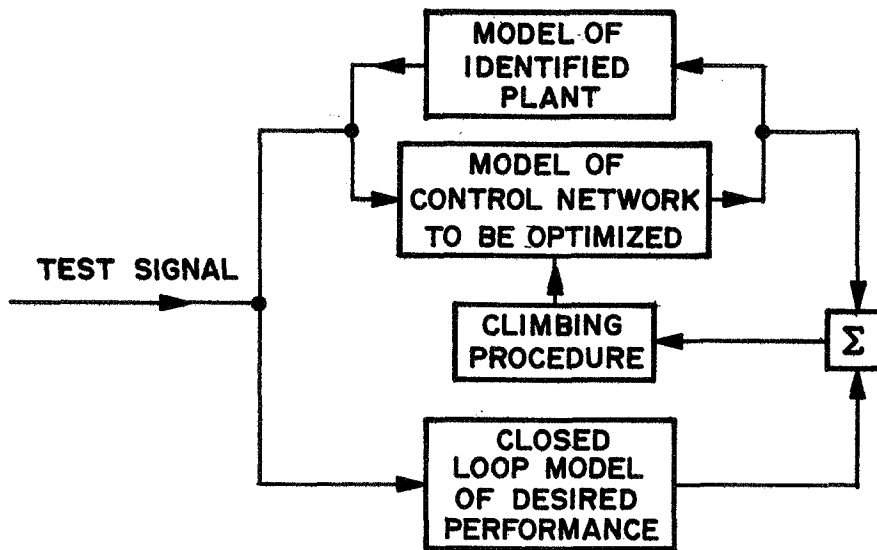 MODEL OF
IDENTIFIED
PLANT
MODEL OF
CONTROL NETWORK
TO BE OPTIMIZED
TEST SIGNAL
CLIMBING
PROCEDURE
Σ
CLOSED
LOOP MODEL
OF DESIRED
PERFORMANCE